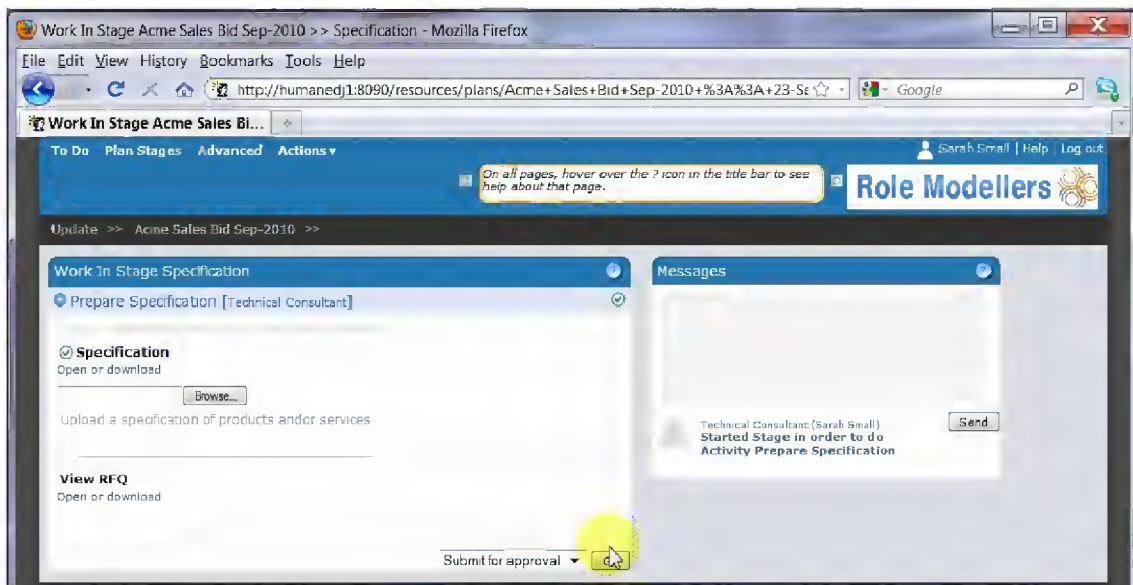 Work In Stage Acme Sales Bid Sep-2010 >> Specification - Mozilla Firefox
File Edit View History Bookmarks Tools Help
http://humanedj1:8090/resources/plans/Acme+Sales+Bid+Sep-2010+%3A%3A+23-Se
Google
Work In Stage Acme Sales Bi...
To Do Plan Stages Advanced Actions
Sarah Small | Help | Log out
On all pages, hover over the ? icon in the title bar to see
help about that page.
Role Modellers
Update >> Acme Sales Bid Sep-2010 >>
Work In Stage Specification
Messages
Prepare Specification [Technical Consultant]
Specification
Open or download
Browse...
Upload a specification of products andor services
Technical Consultant (Sarah Small)
Send
Started Stage in order to do
Activity Prepare Specification
View RFQ
Open or download
Submit for approval